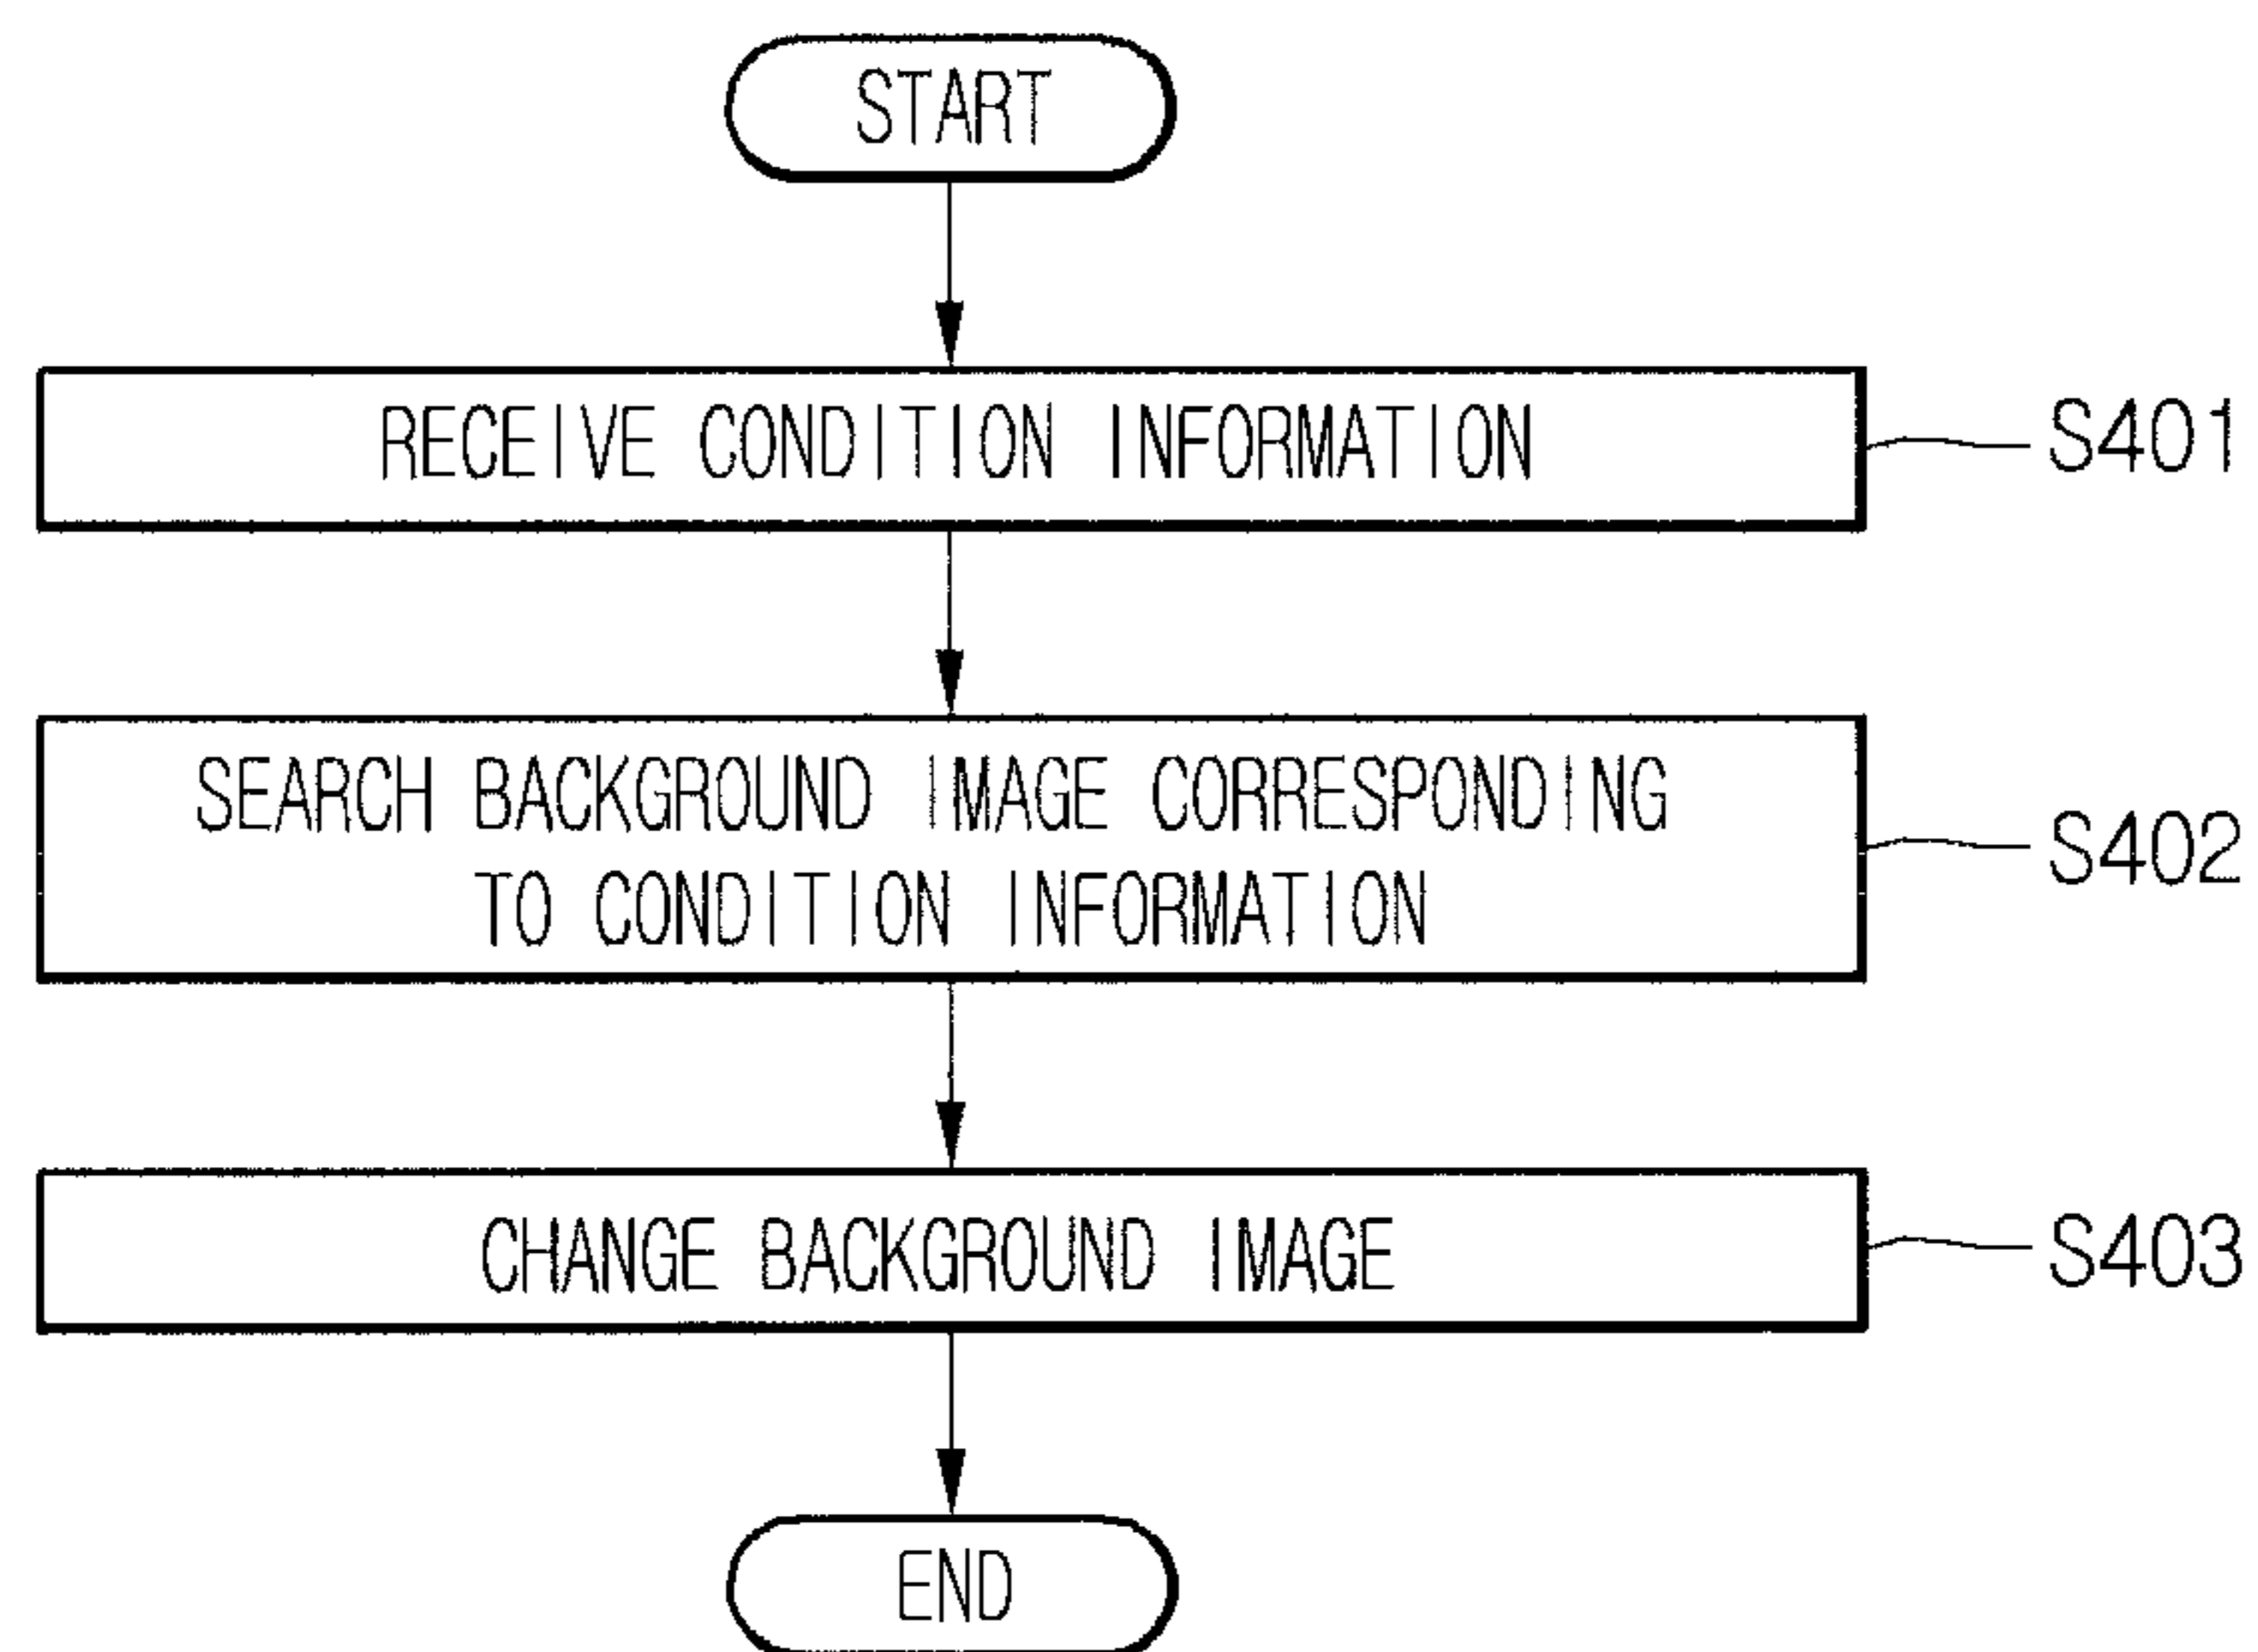 START
RECEIVE CONDITION INFORMATION
S401
SEARCH BACKGROUND IMAGE CORRESPONDING
TO CONDITION INFORMATION
S402
CHANGE BACKGROUND IMAGE
S403
END